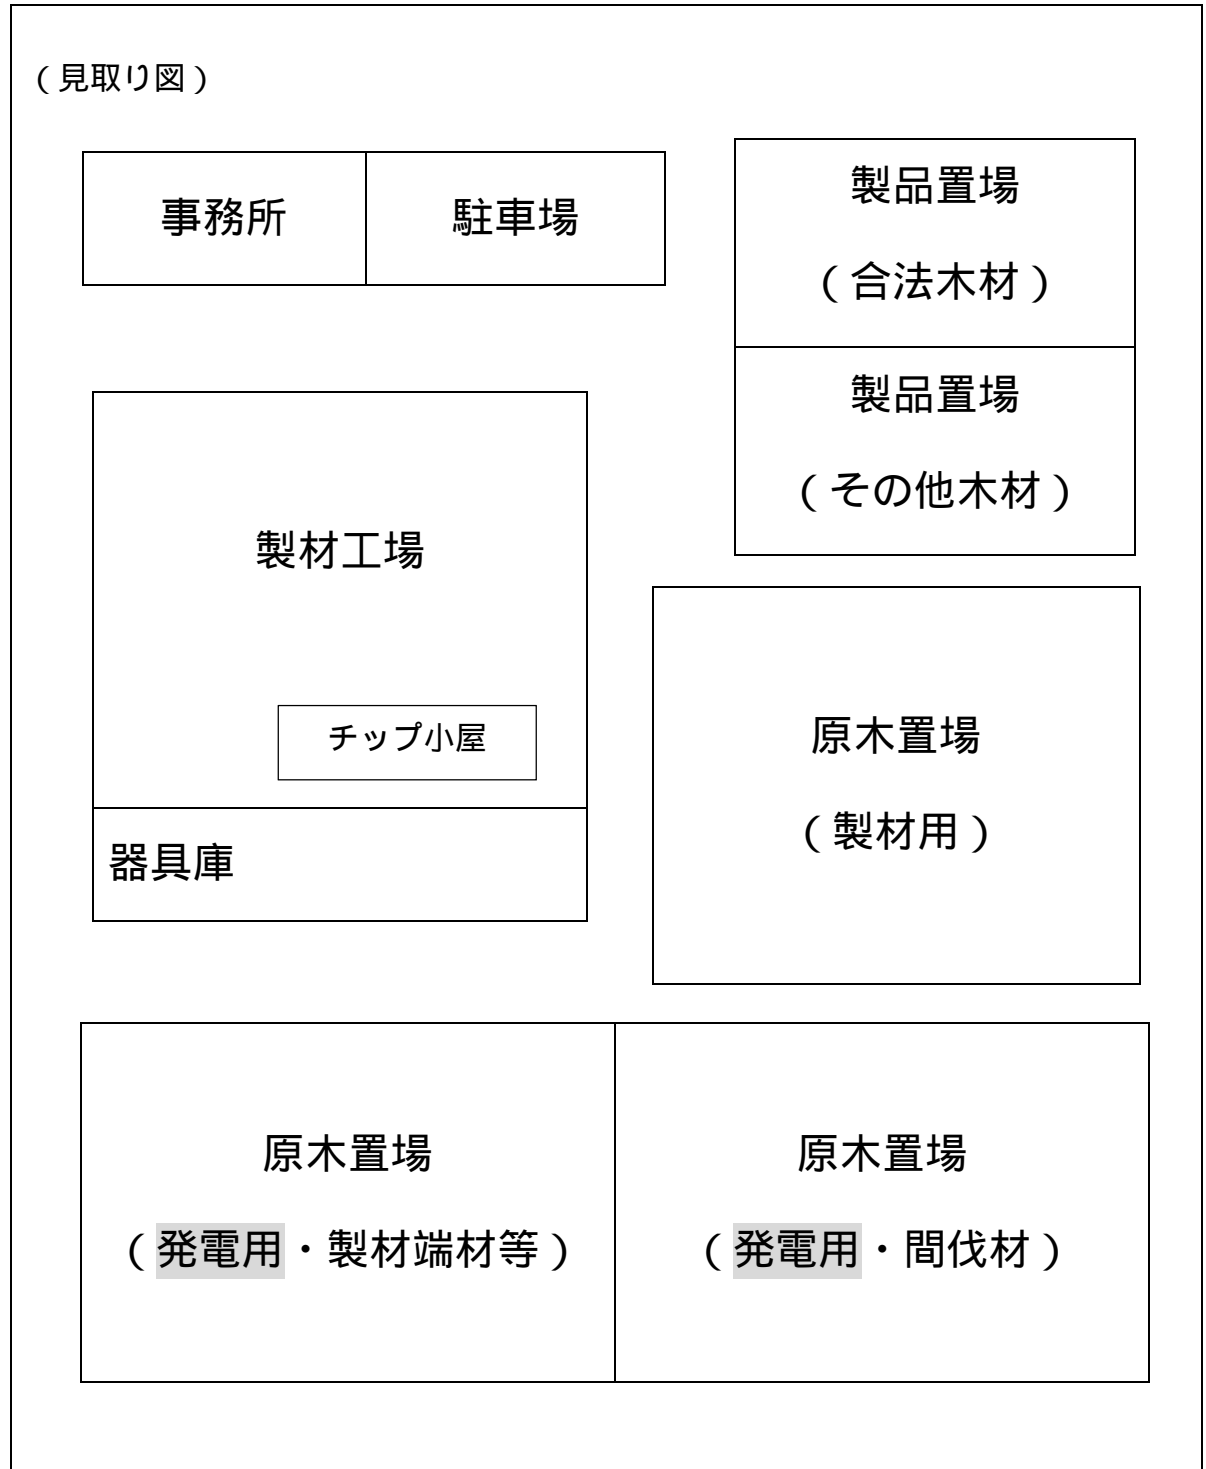 （見取り図）
事務所
駐車場
製品置場
（合法木材）
製品置場
（その他木材）
製材工場
チップ小屋
器具庫
原木置場
（製材用）
原木置場
（発電用・製材端材等）
原木置場
（発電用・間伐材）